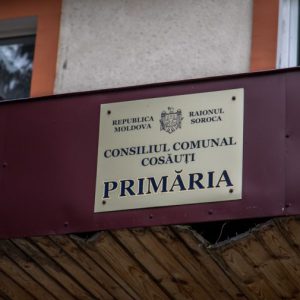 REPUBLICA MOLDOVA
RAIONUL SOROCA
CONSILIUL COMUNAL
COSĂUȚI
PRIMĂRIA